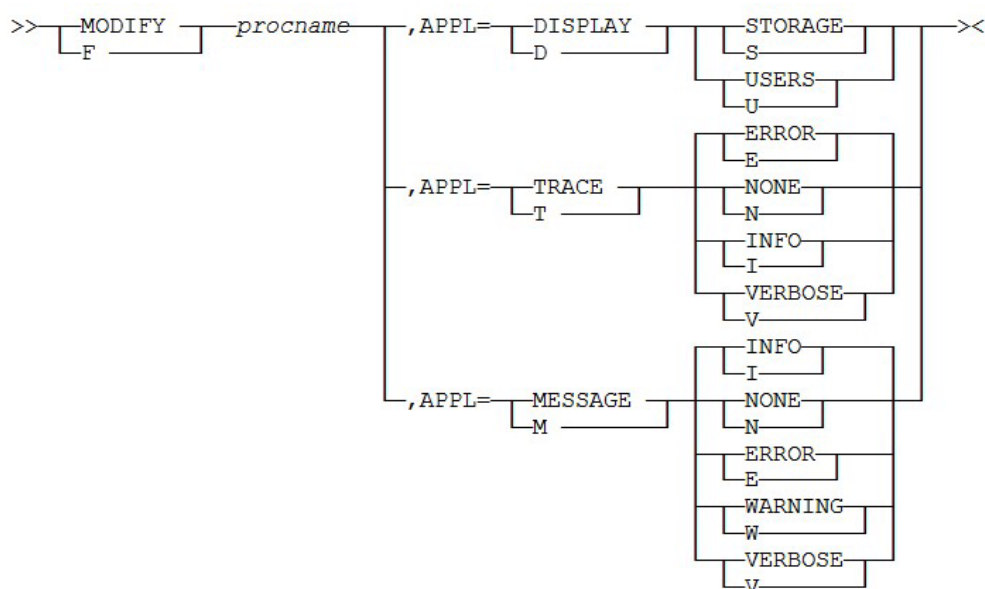 >> MODIFY procname ,APPL= DISPLAY STORAGE ><
F D S
USERS
U
ERROR
E
,APPL= TRACE NONE
T N
INFO
I
VERBOSE
V
INFO
I
,APPL= MESSAGE NONE
M N
ERROR
E
WARNING
W
VERBOSE
V